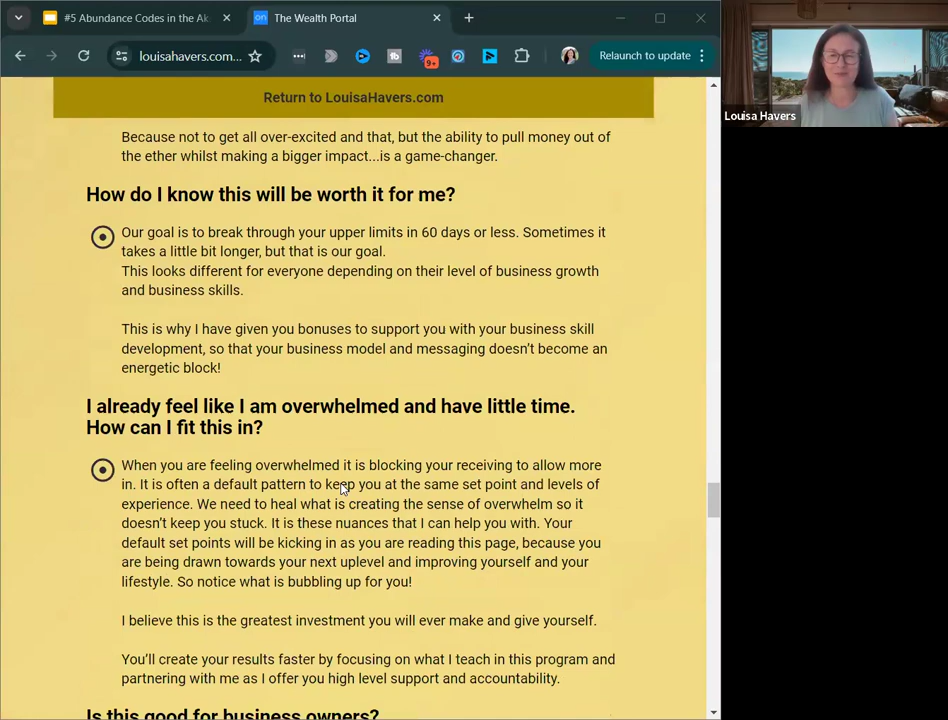 #5 Abundance Codes in the Ak
The Wealth Portal
louisahavers.com...
9+
Relaunch to update
Louisa Havers
Return to LouisaHavers.com
Because not to get all over-excited and that, but the ability to pull money out of
the ether whilst making a bigger impact...is a game-changer.
How do I know this will be worth it for me?
Our goal is to break through your upper limits in 60 days or less. Sometimes it
takes a little bit longer, but that is our goal.
This looks different for everyone depending on their level of business growth
and business skills.
This is why I have given you bonuses to support you with your business skill
development, so that your business model and messaging doesn't become an
energetic block!
I already feel like I am overwhelmed and have little time.
How can I fit this in?
When you are feeling overwhelmed it is blocking your receiving to allow more
in. It is often a default pattern to keep you at the same set point and levels of
experience. We need to heal what is creating the sense of overwhelm so it
doesn't keep you stuck. It is these nuances that I can help you with. Your
default set points will be kicking in as you are reading this page, because you
are being drawn towards your next uplevel and improving yourself and your
lifestyle. So notice what is bubbling up for you!
I believe this is the greatest investment you will ever make and give yourself.
You'll create your results faster by focusing on what I teach in this program and
partnering with me as I offer you high level support and accountability.
Is this good for business owners?